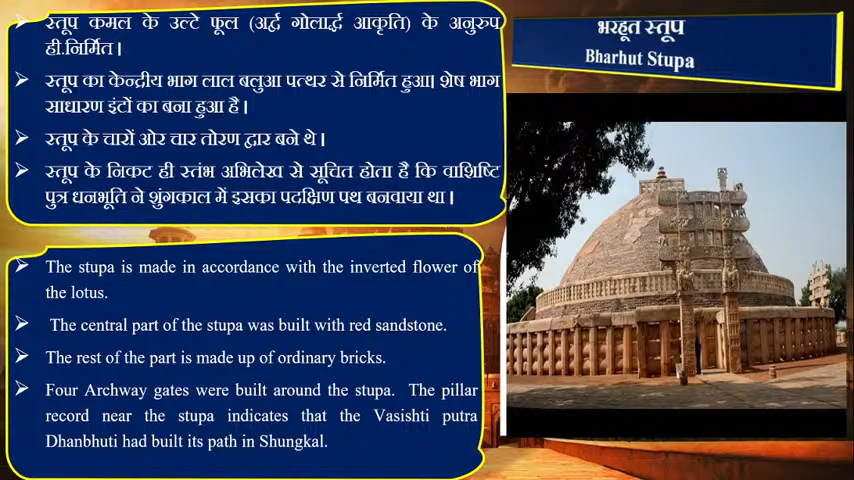 भरहूत स्तूप
Bharhut Stupa
स्तूप कमल के उल्टे फूल (अर्द्ध गोलार्द्ध आकृति) के अनुरुप
ही.निर्मित।
स्तूप का केन्द्रीय भाग लाल बलुआ पत्थर से निर्मित हुआ। शेष भाग
साधारण इंटों का बना हुआ है।
स्तूप के चारों ओर चार तोरण द्वार बने थे।
स्तूप के निकट ही स्तंभ अभिलेख से सूचित होता है कि वाशिष्टि
पुत्र धनभूति ने शुंगकाल में इसका पदक्षिण पथ बनवाया था।
The stupa is made in accordance with the inverted flower of
the lotus.
The central part of the stupa was built with red sandstone.
The rest of the part is made up of ordinary bricks.
Four Archway gates were built around the stupa. The pillar
record near the stupa indicates that the Vasishti putra
Dhanbhuti had built its path in Shungkal.